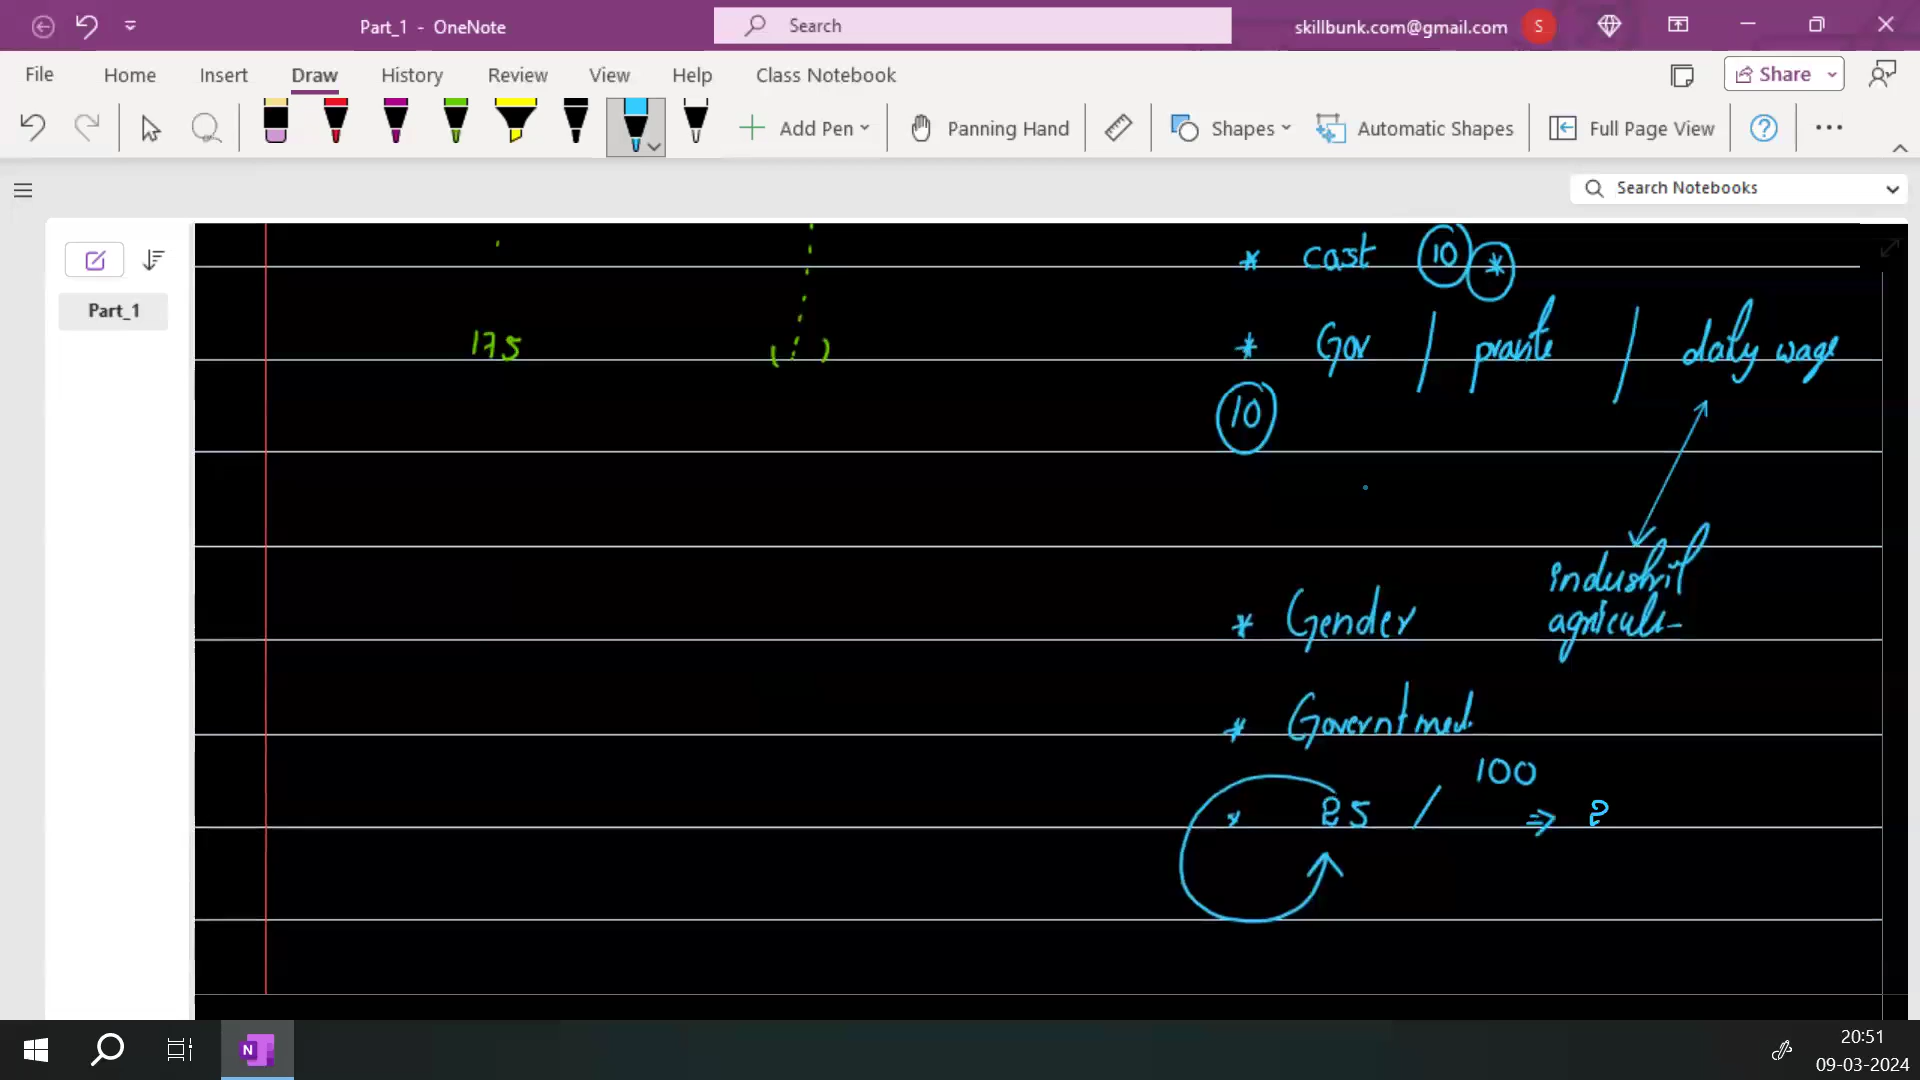 Part_1 - OneNote
Search
skillbunk.com@gmail.com
S
File Home Insert Draw History Review View Help Class Notebook
Share
Add Pen
Panning Hand
Shapes
Automatic Shapes
Full Page View
Search Notebooks
Part_1
* cast 10 *
175
( )
* Gov / pravite / daily wage
10
industril
agricult-
* Gender
* Governtmed.
100
* 25 / ⇒ ?
N
20:51
09-03-2024